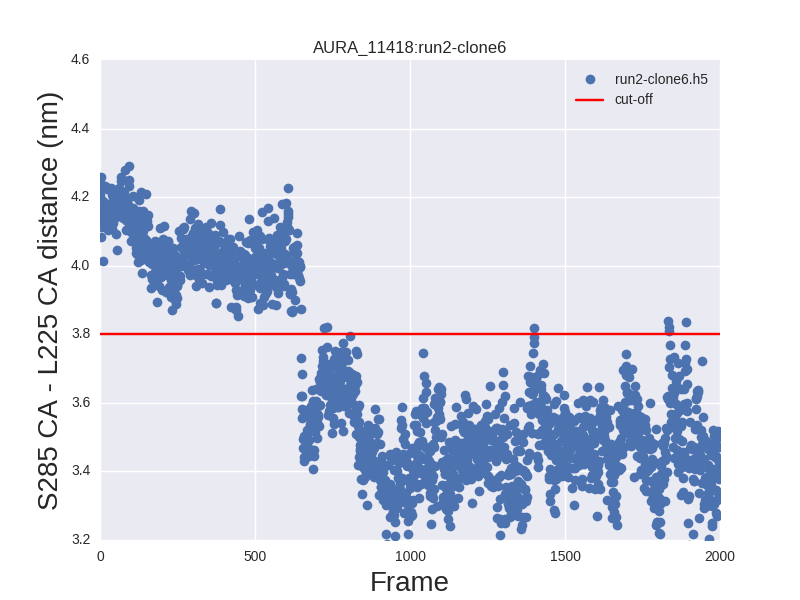 AURA_11418:run2-clone6
run2-clone6.h5
cut-off
S285 CA - L225 CA distance (nm)
4.6
4.4
4.2
4.0
3.8
3.6
3.4
3.2
0 500 1000 1500 2000
Frame